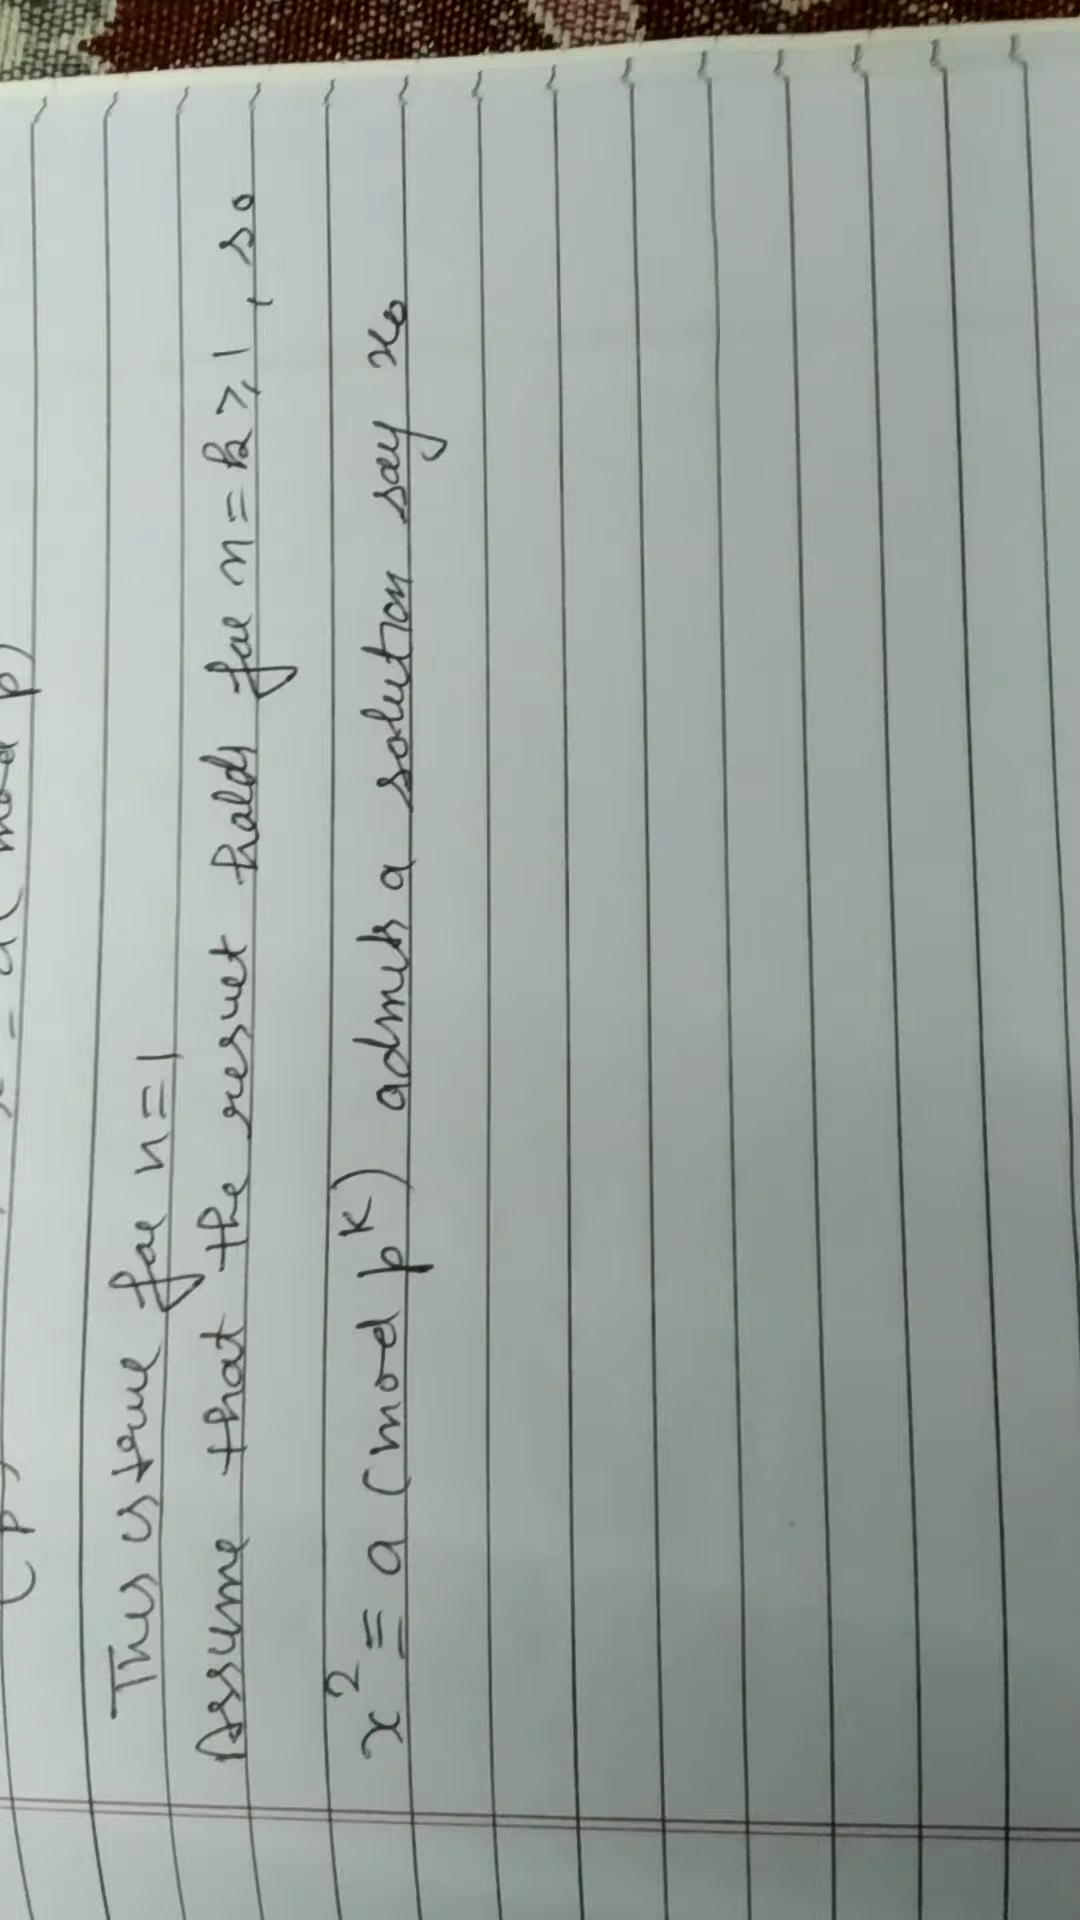 (p) = a (mod p)
This is true for n=1
Assume that the result holds for n=k≥1, so
x² ≡ a (mod pᵏ) admits a solution say x₀